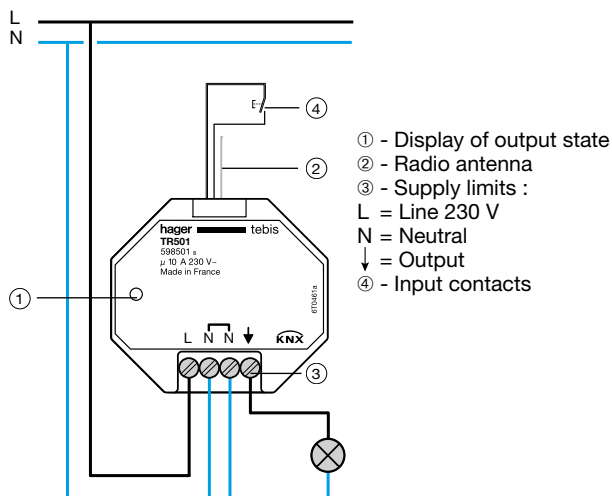 L
N
④
②
① - Display of output state
② - Radio antenna
③ - Supply limits :
L = Line 230 V
N = Neutral
↓ = Output
④ - Input contacts
hager tebis
TR501
598501 s
µ 10 A 230 V~
Made in France
6T0461a
①
L N N ↓
KNX
③